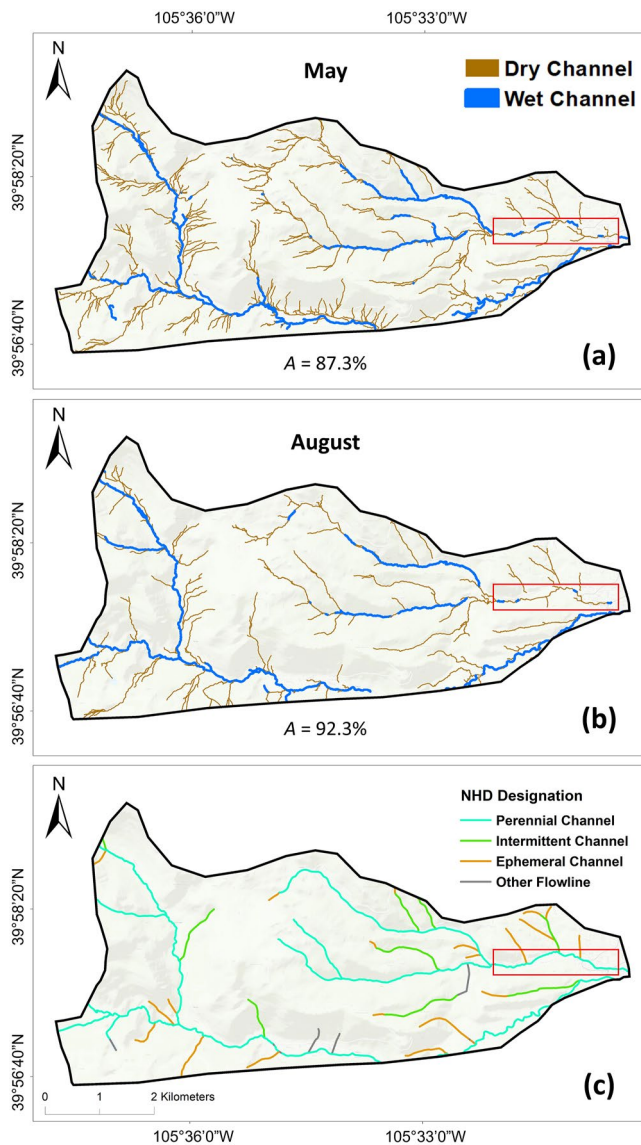 105°36'0"W 105°33'0"W
N
May
Dry Channel
Wet Channel
39°58'20"N
39°56'40"N
A = 87.3%
(a)
N
August
39°58'20"N
39°56'40"N
A = 92.3%
(b)
N
NHD Designation
Perennial Channel
Intermittent Channel
Ephemeral Channel
Other Flowline
39°58'20"N
39°56'40"N
0 1 2 Kilometers
(c)
105°36'0"W 105°33'0"W